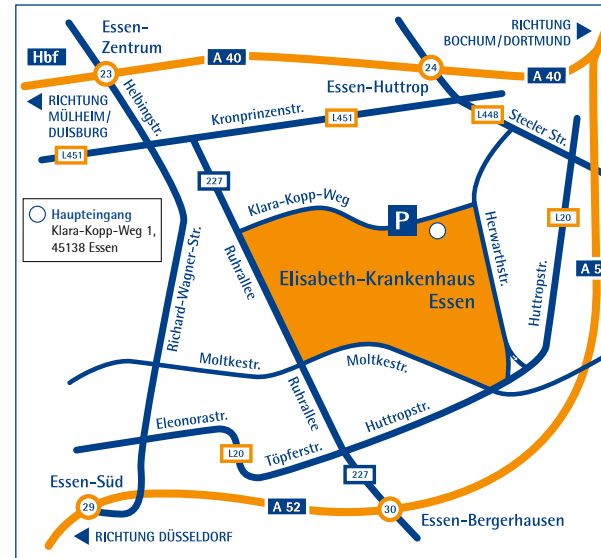 Essen-
Zentrum
RICHTUNG
BOCHUM/DORTMUND
Hbf
23
A 40
24
A 40
RICHTUNG
MÜLHEIM/
DUISBURG
Helbingstr.
Essen-Huttrop
Kronprinzenstr.
L451
L448
Steeler Str.
L451
227
Klara-Kopp-Weg
P
Haupteingang
Klara-Kopp-Weg 1,
45138 Essen
L20
Ruhrallee
Herwarthstr.
Richard-Wagner-Str.
Elisabeth-Krankenhaus
Essen
Huttropstr.
A 5
Moltkestr.
Moltkestr.
Ruhrallee
Eleonorastr.
Huttropstr.
L20
Töpferstr.
227
Essen-Süd
29
A 52
30
Essen-Bergerhausen
RICHTUNG DÜSSELDORF